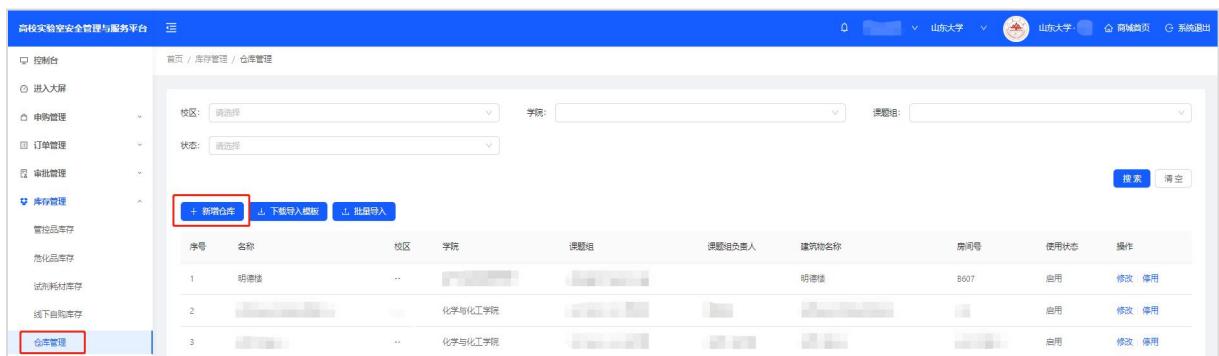 高校实验室安全管理与服务平台 山东大学 山东大学· 商城首页 系统退出
控制台
进入大屏
申购管理
订单管理
审批管理
库存管理
管控品库存
危化品库存
试剂耗材库存
线下自购库存
仓库管理
首页 / 库存管理 / 仓库管理
校区: 请选择 学院: 课题组:
状态: 请选择
搜索 清空
+ 新增仓库 下载导入模板 批量导入
序号 名称 校区 学院 课题组 课题组负责人 建筑物名称 房间号 使用状态 操作
1 明德楼 -- 明德楼 B607 启用 修改 停用
2 化学与化工学院 启用 修改 停用
3 -- 化学与化工学院 启用 修改 停用